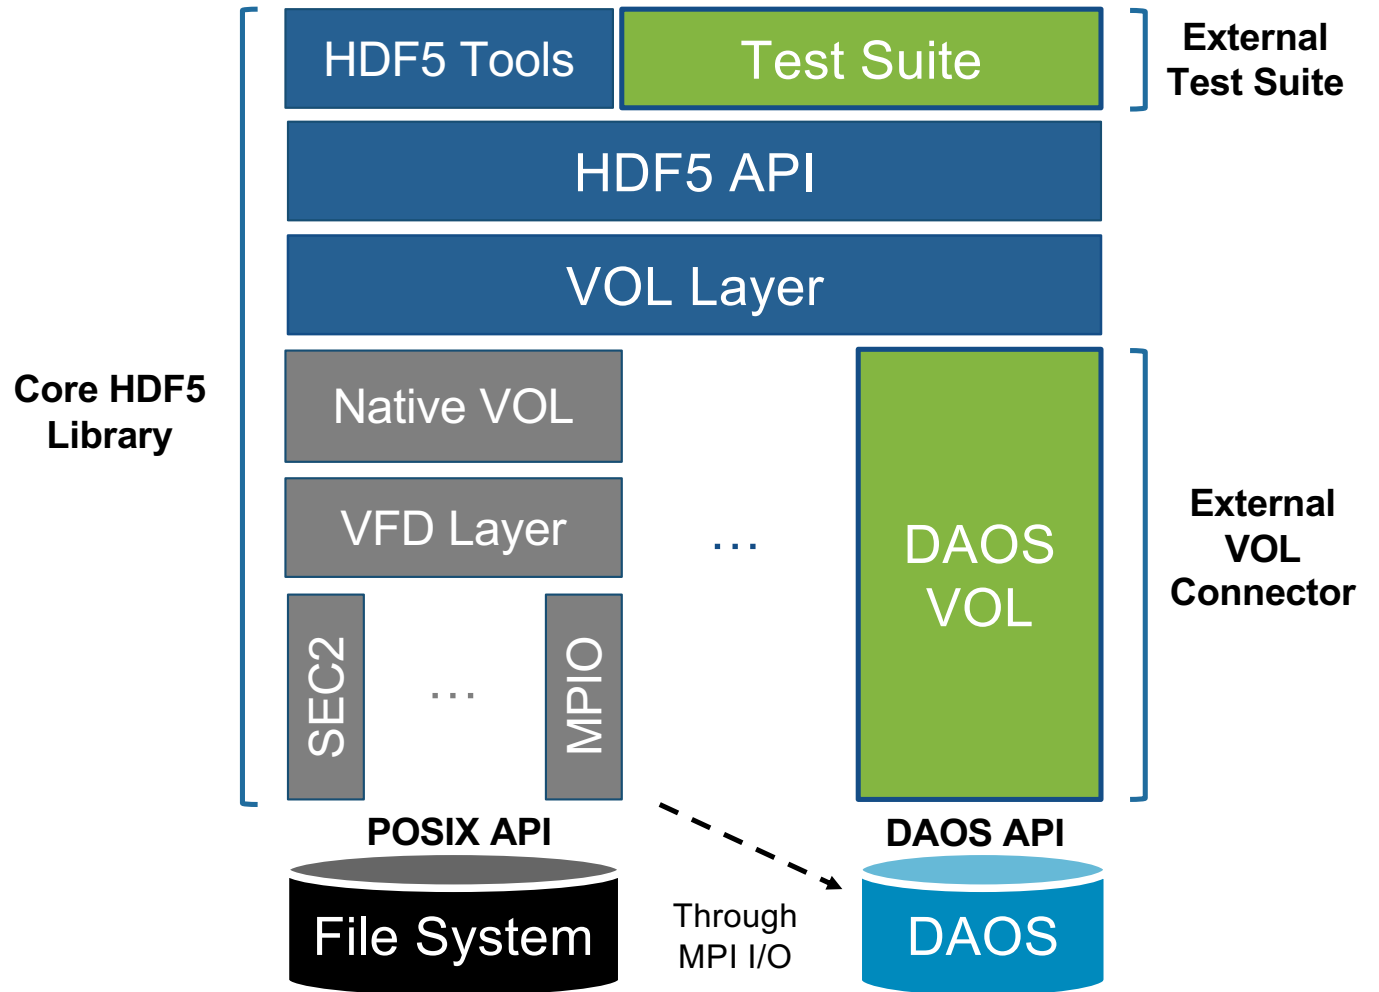 HDF5 Tools
Test Suite
External
Test Suite
HDF5 API
VOL Layer
Core HDF5
Library
Native VOL
VFD Layer
...
DAOS
VOL
External
VOL
Connector
SEC2
...
MPIO
POSIX API
DAOS API
File System
Through
MPI I/O
DAOS